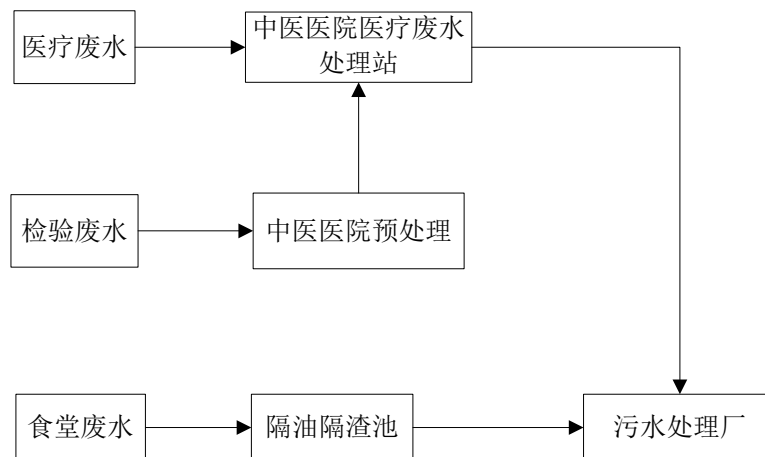 医疗废水
中医医院医疗废水
处理站
检验废水
中医医院预处理
食堂废水
隔油隔渣池
污水处理厂